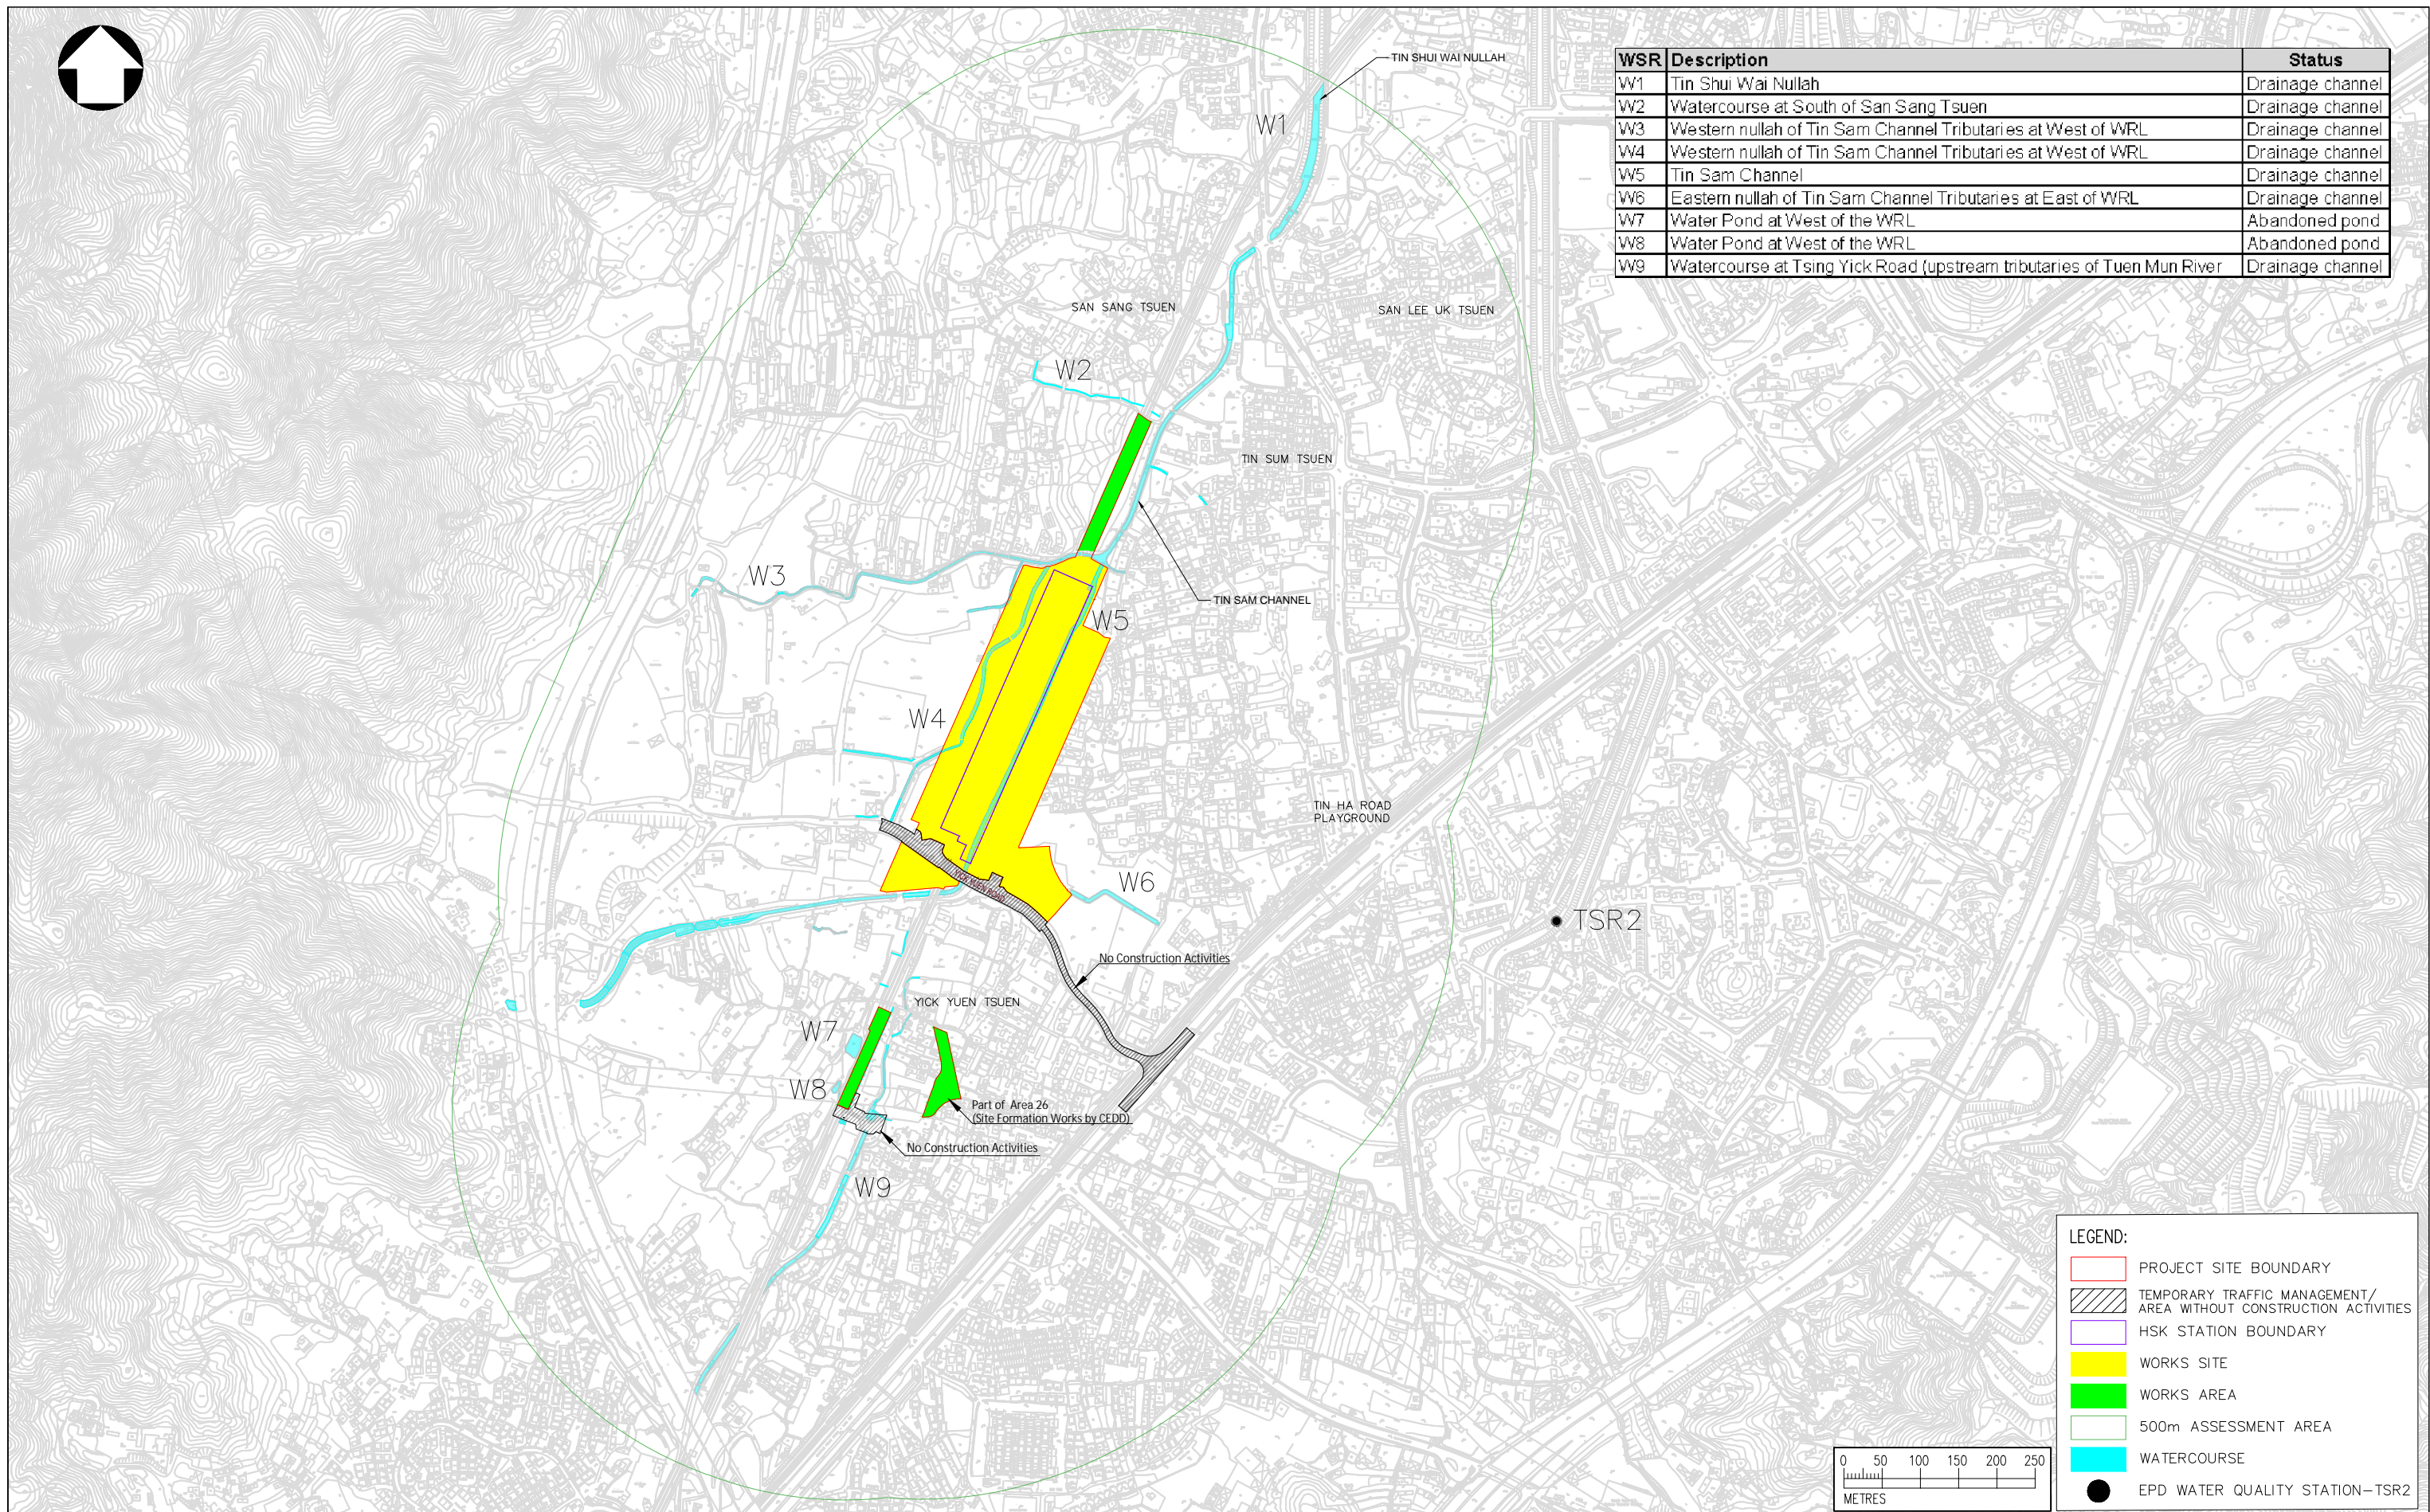 TIN SHUI WAI NULLAH
WSR Description Status
W1 Tin Shui Wai Nullah Drainage channel
W2 Watercourse at South of San Sang Tsuen Drainage channel
W3 Western nullah of Tin Sam Channel Tributaries at West of WRL Drainage channel
W4 Western nullah of Tin Sam Channel Tributaries at West of WRL Drainage channel
W5 Tin Sam Channel Drainage channel
W6 Eastern nullah of Tin Sam Channel Tributaries at East of WRL Drainage channel
W7 Water Pond at West of the WRL Abandoned pond
W8 Water Pond at West of the WRL Abandoned pond
W9 Watercourse at Tsing Yick Road (upstream tributaries of Tuen Mun River Drainage channel
W1
SAN SANG TSUEN
SAN LEE UK TSUEN
W2
TIN SUM TSUEN
W3
TIN SAM CHANNEL
W5
W4
TIN HA ROAD
PLAYGROUND
W6
YICK YUEN ROAD
TSR2
No Construction Activities
YICK YUEN TSUEN
W7
W8
Part of Area 26
(Site Formation Works by CEDD)
No Construction Activities
W9
LEGEND:
PROJECT SITE BOUNDARY
TEMPORARY TRAFFIC MANAGEMENT/
AREA WITHOUT CONSTRUCTION ACTIVITIES
HSK STATION BOUNDARY
WORKS SITE
WORKS AREA
500m ASSESSMENT AREA
WATERCOURSE
EPD WATER QUALITY STATION-TSR2
0 50 100 150 200 250
METRES